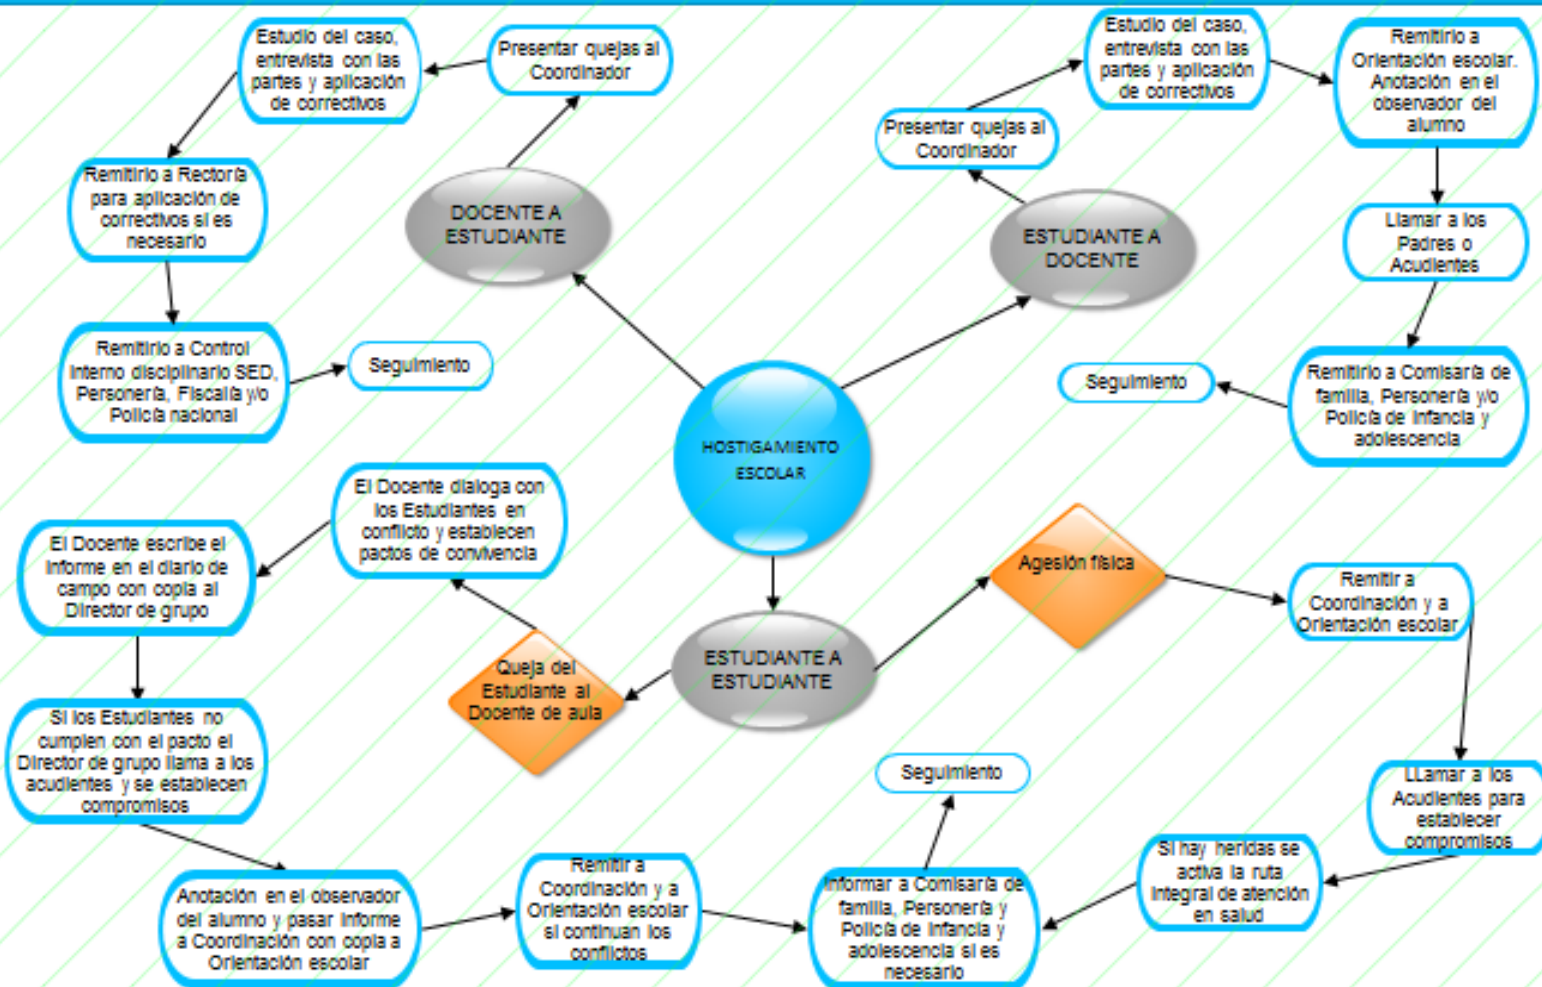 Estudio del caso,
entrevista con las
partes y aplicación
de correctivos
Presentar quejas al
Coordinador
Remitirlo a Rectoría
para aplicación de
correctivos si es
necesario
DOCENTE A
ESTUDIANTE
Remitirlo a Control
Interno disciplinario SED,
Personería, Fiscalía y/o
Policía nacional
Seguimiento
Estudio del caso,
entrevista con las
partes y aplicación
de correctivos
Remitirlo a
Orientación escolar.
Anotación en el
observador del
alumno
Presentar quejas al
Coordinador
ESTUDIANTE A
DOCENTE
Llamar a los
Padres o
Acudientes
Seguimiento
Remitirlo a Comisaría de
familia, Personería y/o
Policía de Infancia y
adolescencia
HOSTIGAMIENTO
ESCOLAR
El Docente dialoga con
los Estudiantes en
conflicto y establecen
pactos de convivencia
El Docente escribe el
Informe en el diario de
campo con copia al
Director de grupo
Queja del
Estudiante al
Docente de aula
ESTUDIANTE A
ESTUDIANTE
Agesión física
Remitir a
Coordinación y a
Orientación escolar
Si los Estudiantes no
cumplen con el pacto el
Director de grupo llama a los
acudientes y se establecen
compromisos
Seguimiento
LLamar a los
Acudientes para
establecer
compromisos
Anotación en el observador
del alumno y pasar Informe
a Coordinación con copia a
Orientación escolar
Remitir a
Coordinación y a
Orientación escolar
si continuan los
conflictos
Informar a Comisaría de
familia, Personería y
Policía de Infancia y
adolescencia si es
necesario
Si hay heridas se
activa la ruta
Integral de atención
en salud